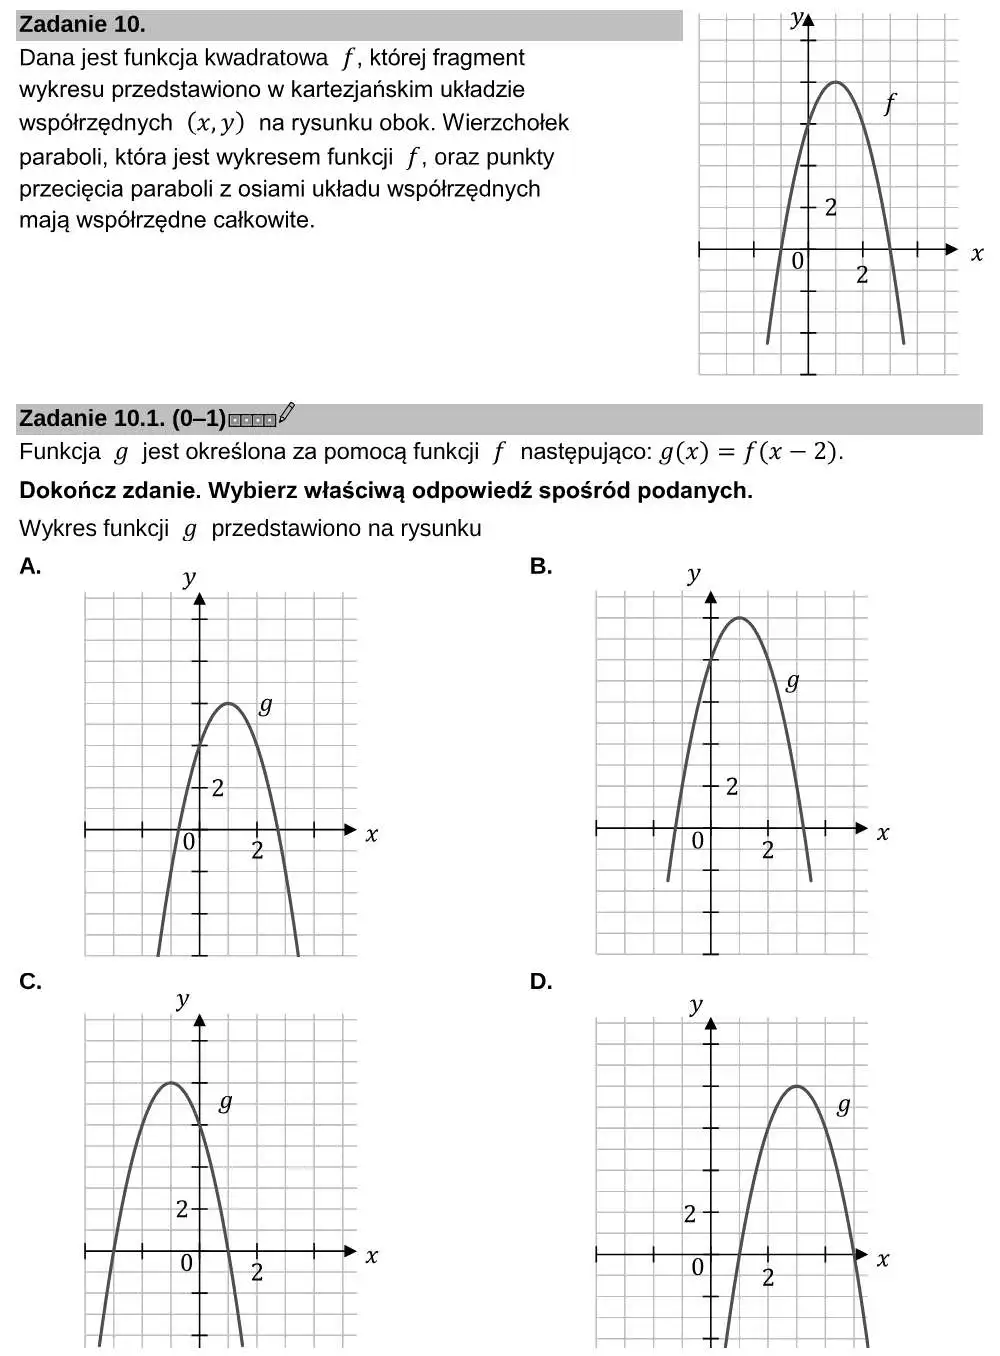 Zadanie 10.
Dana jest funkcja kwadratowa f, której fragment
wykresu przedstawiono w kartezjańskim układzie
współrzędnych (x, y) na rysunku obok. Wierzchołek
paraboli, która jest wykresem funkcji f, oraz punkty
przecięcia paraboli z osiami układu współrzędnych
mają współrzędne całkowite.
y
f
2
0
2
x
Zadanie 10.1. (0–1)
Funkcja g jest określona za pomocą funkcji f następująco: g(x) = f(x − 2).
Dokończ zdanie. Wybierz właściwą odpowiedź spośród podanych.
Wykres funkcji g przedstawiono na rysunku
A.
y
g
2
0
2
x
B.
y
g
2
0
2
x
C.
y
g
2
0
2
x
D.
y
g
2
0
2
x